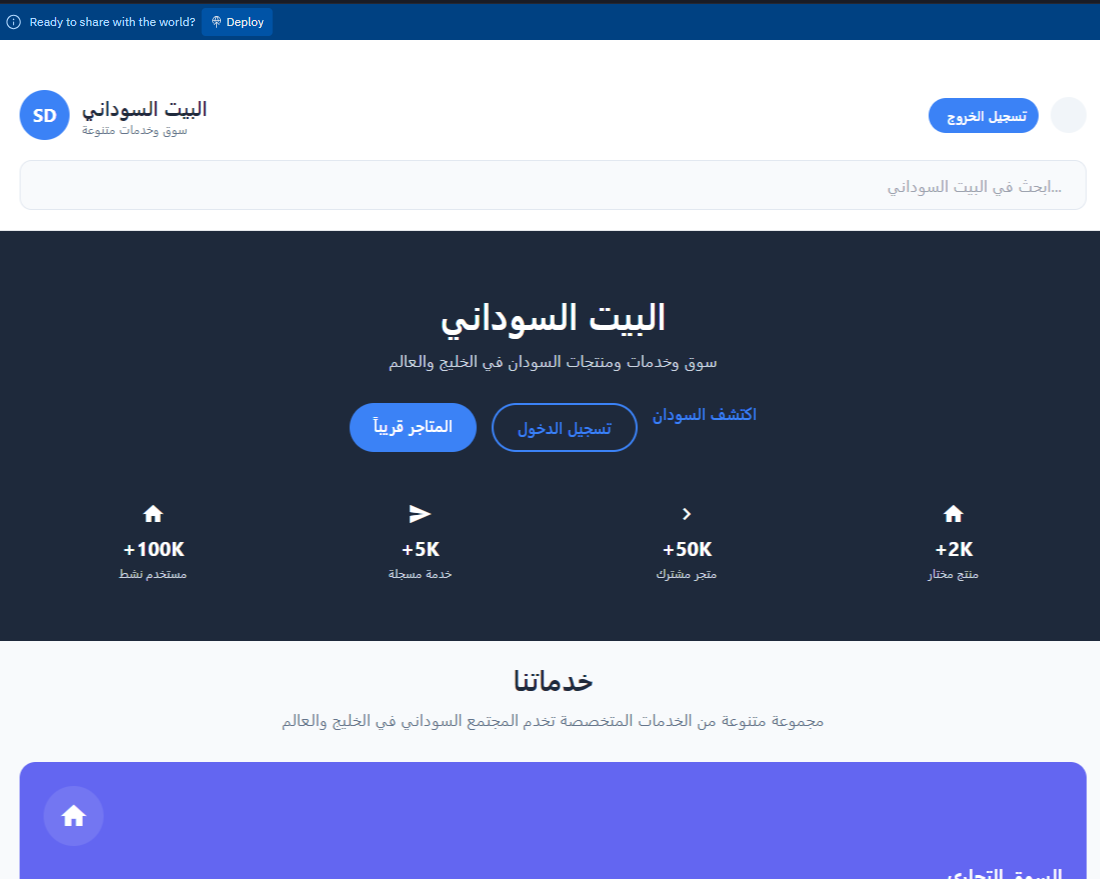 Ready to share with the world? Deploy
SD
البيت السوداني
سوق وخدمات متنوعة
تسجيل الخروج
ابحث في البيت السوداني...
البيت السوداني
سوق وخدمات ومنتجات السودان في الخليج والعالم
اكتشف السودان
تسجيل الدخول
المتاجر قريباً
+2K
منتج مختار
+50K
متجر مشترك
+5K
خدمة مسجلة
+100K
مستخدم نشط
خدماتنا
مجموعة متنوعة من الخدمات المتخصصة تخدم المجتمع السوداني في الخليج والعالم
السوق التجاري